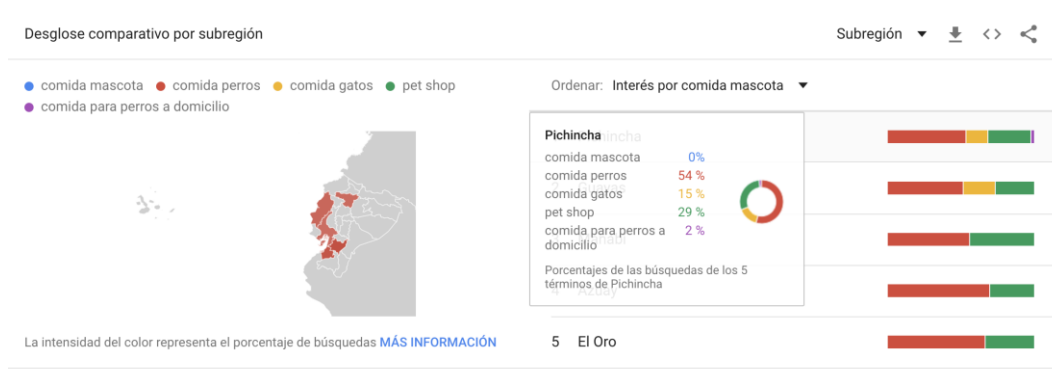 Desglose comparativo por subregión
Subregión
comida mascota
comida perros
comida gatos
pet shop
comida para perros a domicilio
Ordenar: Interés por comida mascota
Pichincha
comida mascota 0%
comida perros 54 %
comida gatos 15 %
pet shop 29 %
comida para perros a 2 %
domicilio
Porcentajes de las búsquedas de los 5
términos de Pichincha
4 Azuay
5 El Oro
La intensidad del color representa el porcentaje de búsquedas MÁS INFORMACIÓN